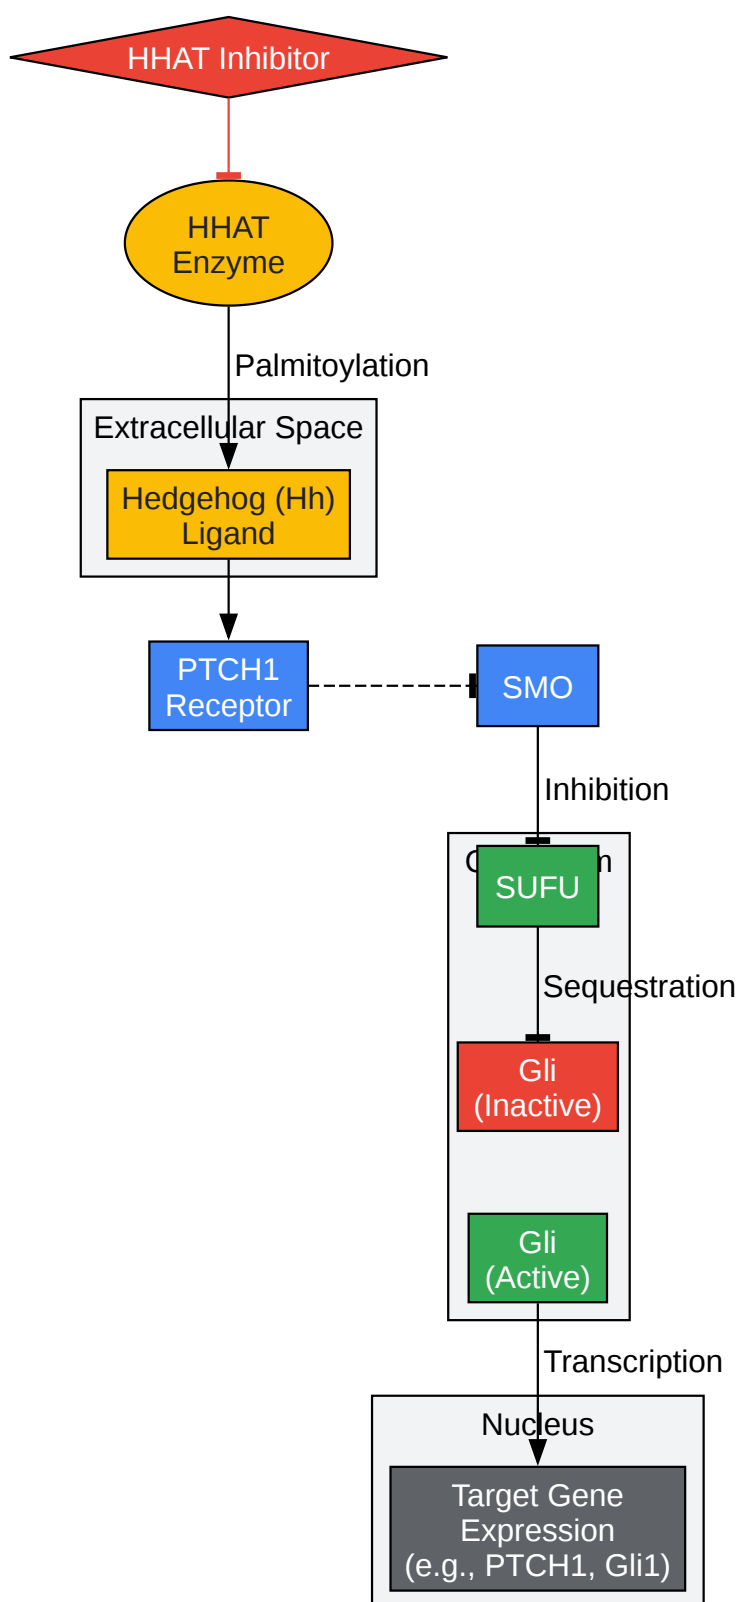 HHAT Inhibitor
HHAT
Enzyme
Palmitoylation
Extracellular Space
Hedgehog (Hh)
Ligand
PTCH1
Receptor
SMO
Inhibition
SUFU
Sequestration
Gli
(Inactive)
Gli
(Active)
Transcription
Nucleus
Target Gene
Expression
(e.g., PTCH1, Gli1)